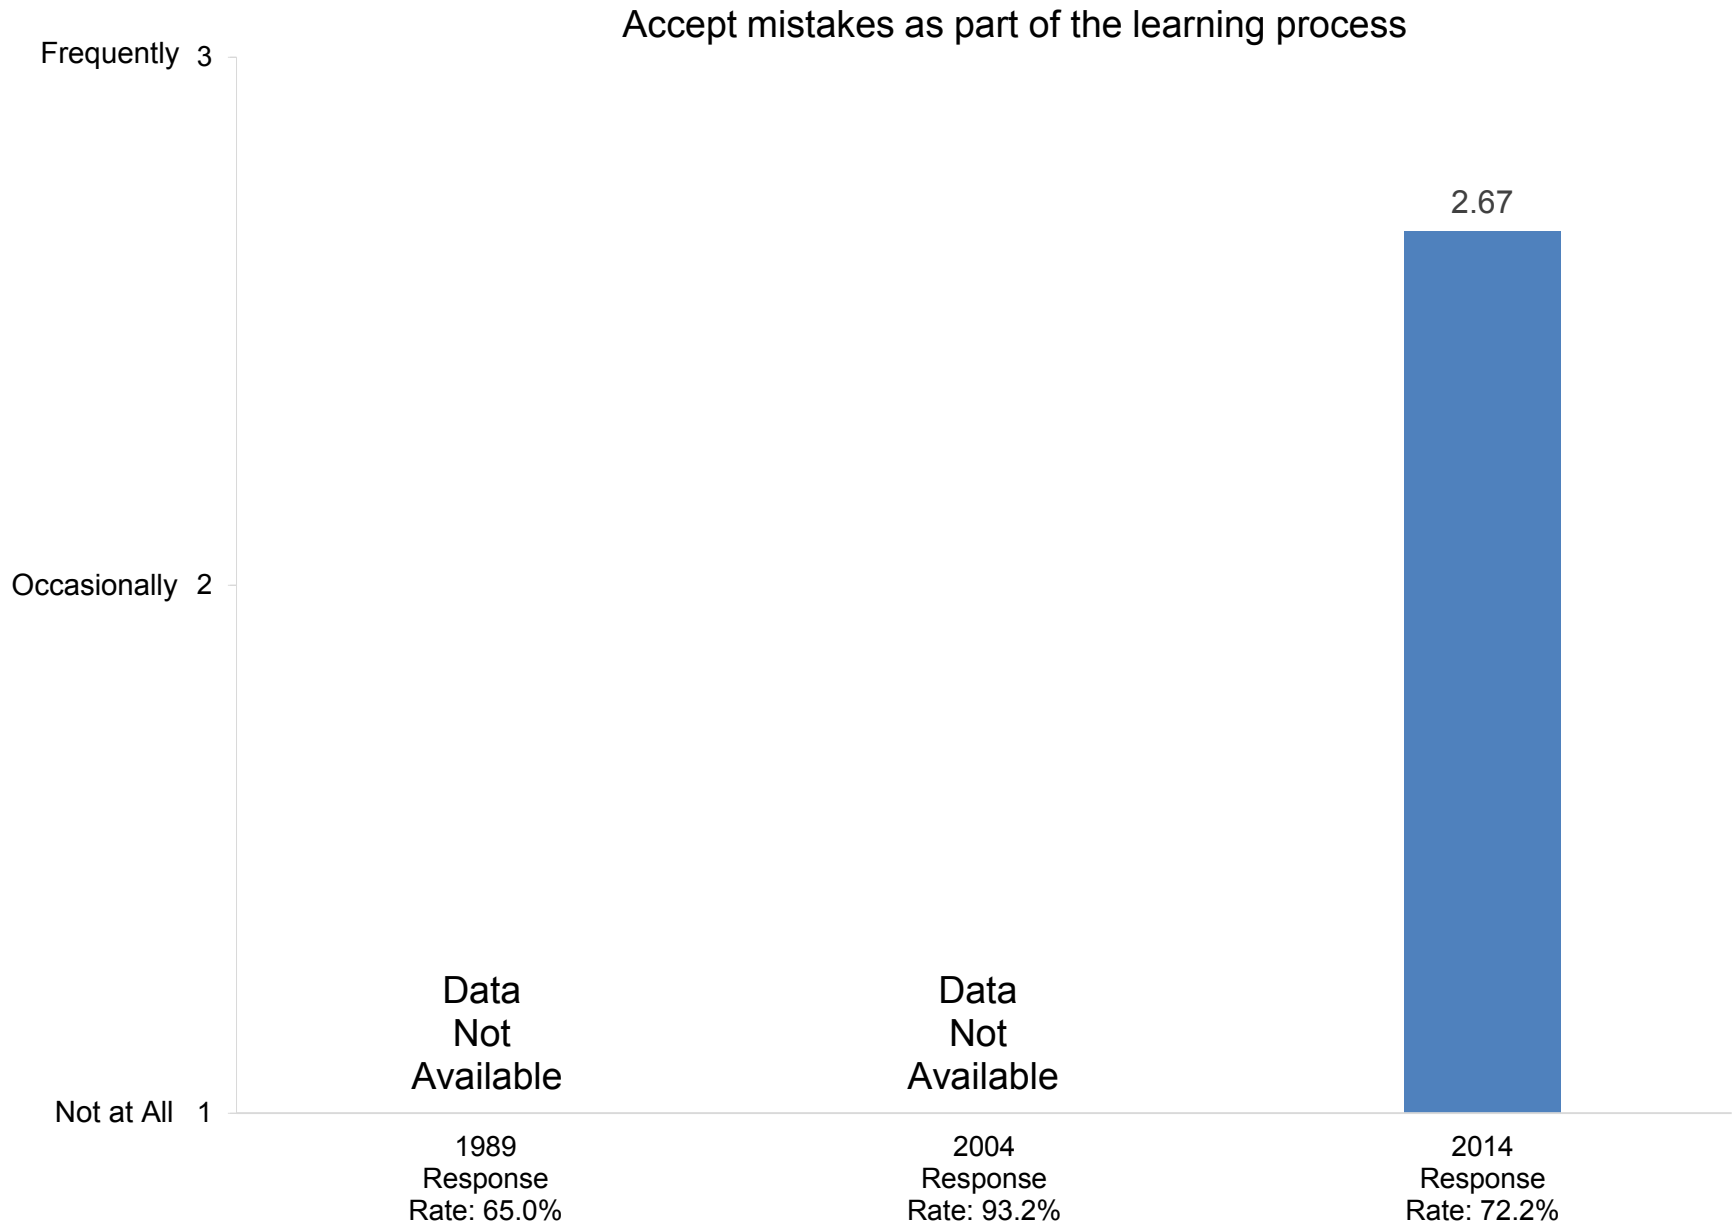 Accept mistakes as part of the learning process
Frequently 3
2.67
Occasionally 2
Data
Not
Available
Data
Not
Available
Not at All 1
1989
Response
Rate: 65.0%
2004
Response
Rate: 93.2%
2014
Response
Rate: 72.2%